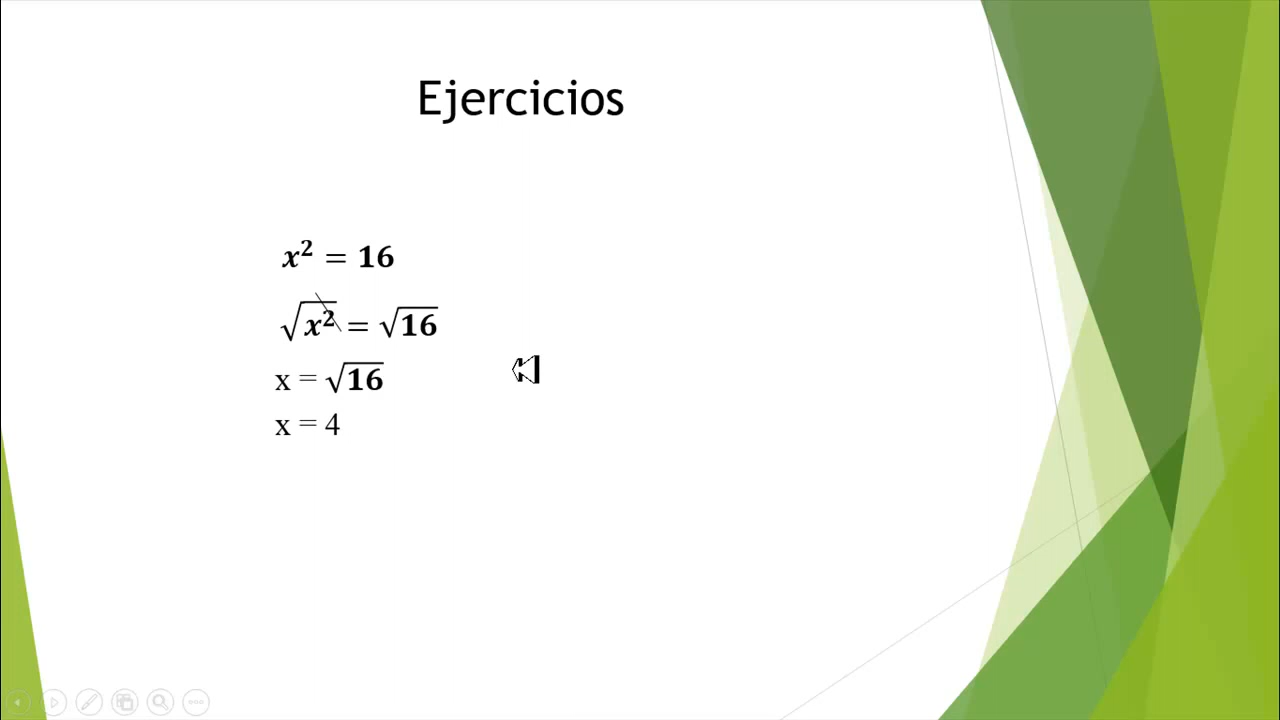 Ejercicios
x² = 16
√x² = √16
x = √16
x = 4